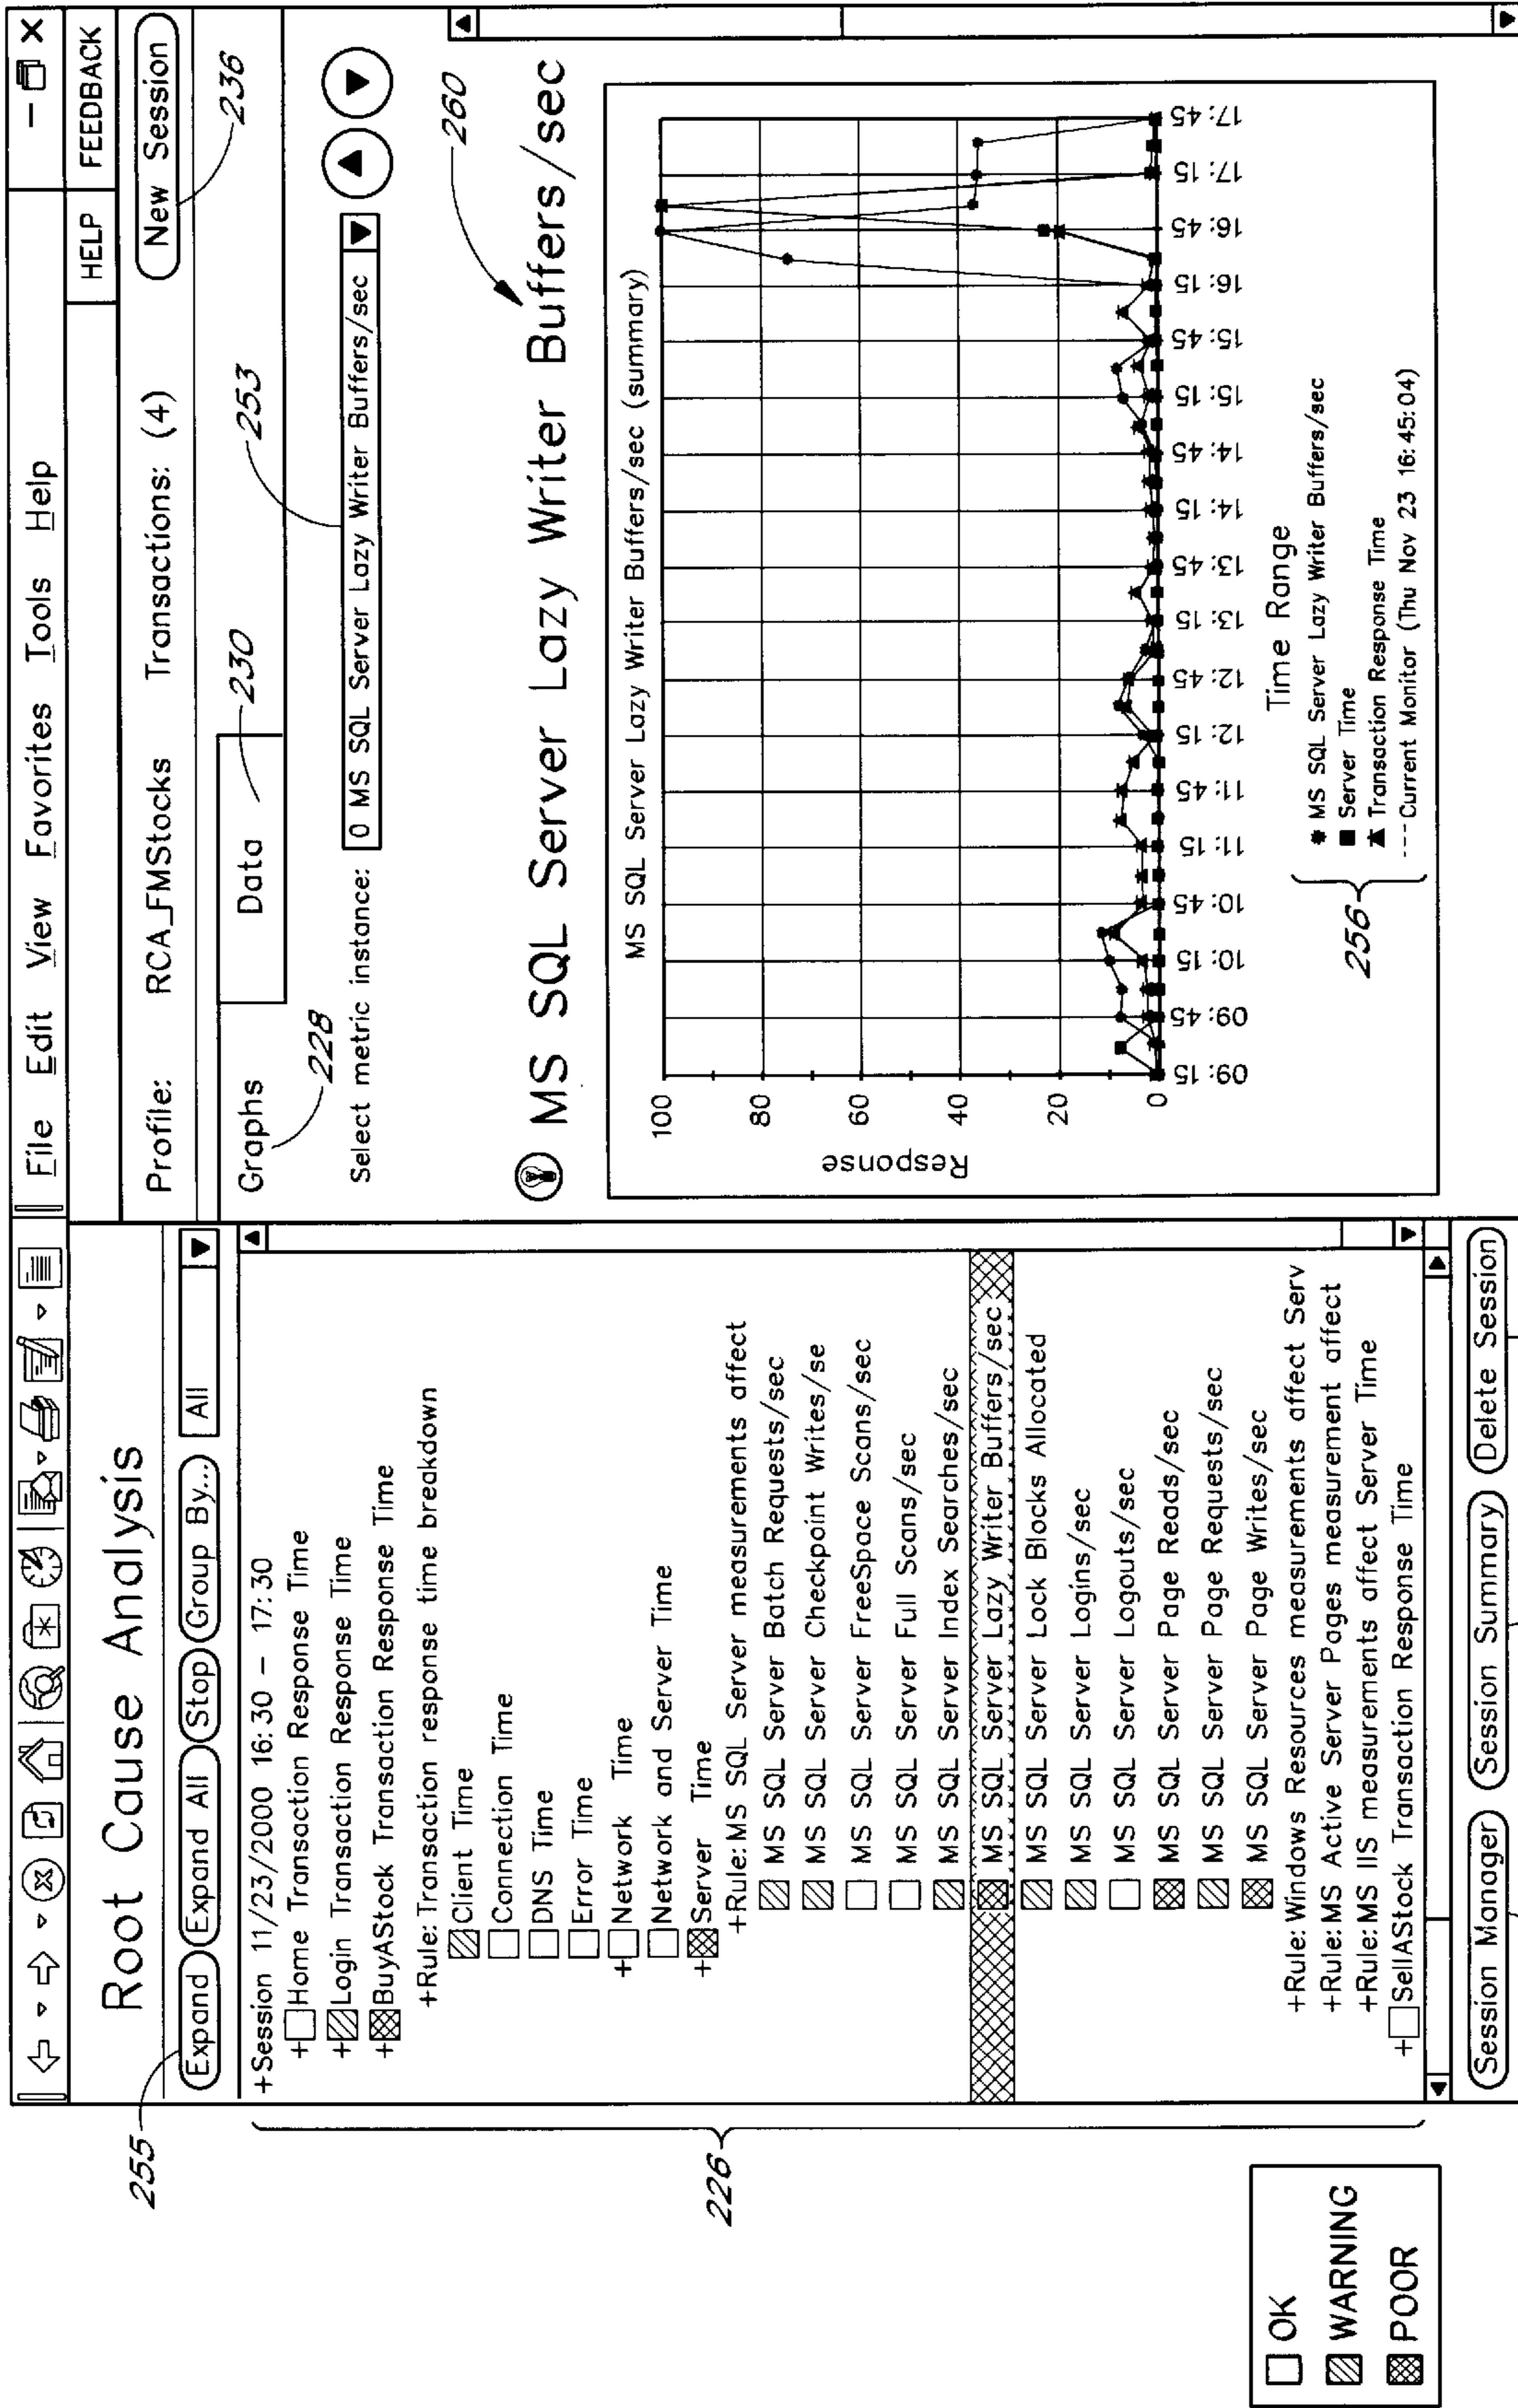 File Edit View Favorites Tools Help
Root Cause Analysis
HELP FEEDBACK
255
Expand Expand All Stop Group By... All
Profile: RCA_FMStocks Transactions: (4) New Session
236
Graphs Data
228
230
253
Select metric instance: 0 MS SQL Server Lazy Writer Buffers/sec
260
MS SQL Server Lazy Writer Buffers/sec
226
+Session 11/23/2000 16:30 – 17:30
+Home Transaction Response Time
+Login Transaction Response Time
+BuyAStock Transaction Response Time
+Rule: Transaction response time breakdown
Client Time
Connection Time
DNS Time
Error Time
+Network Time
Network and Server Time
+Server Time
+Rule: MS SQL Server measurements affect
MS SQL Server Batch Requests/sec
MS SQL Server Checkpoint Writes/se
MS SQL Server FreeSpace Scans/sec
MS SQL Server Full Scans/sec
MS SQL Server Index Searches/sec
MS SQL Server Lazy Writer Buffers/sec
MS SQL Server Lock Blocks Allocated
MS SQL Server Logins/sec
MS SQL Server Logouts/sec
MS SQL Server Page Reads/sec
MS SQL Server Page Requests/sec
MS SQL Server Page Writes/sec
+Rule: Windows Resources measurements affect Serv
+Rule: MS Active Server Pages measurement affect
+Rule: MS IIS measurements affect Server Time
+SellAStock Transaction Response Time
Session Manager Session Summary Delete Session
MS SQL Server Lazy Writer Buffers/sec (summary)
Response
100
80
60
40
20
0
09:15 09:45 10:15 10:45 11:15 11:45 12:15 12:45 13:15 13:45 14:15 14:45 15:15 15:45 16:15 16:45 17:15 17:45
Time Range
256
MS SQL Server Lazy Writer Buffers/sec
Server Time
Transaction Response Time
---Current Monitor (Thu Nov 23 16:45:04)
OK
WARNING
POOR